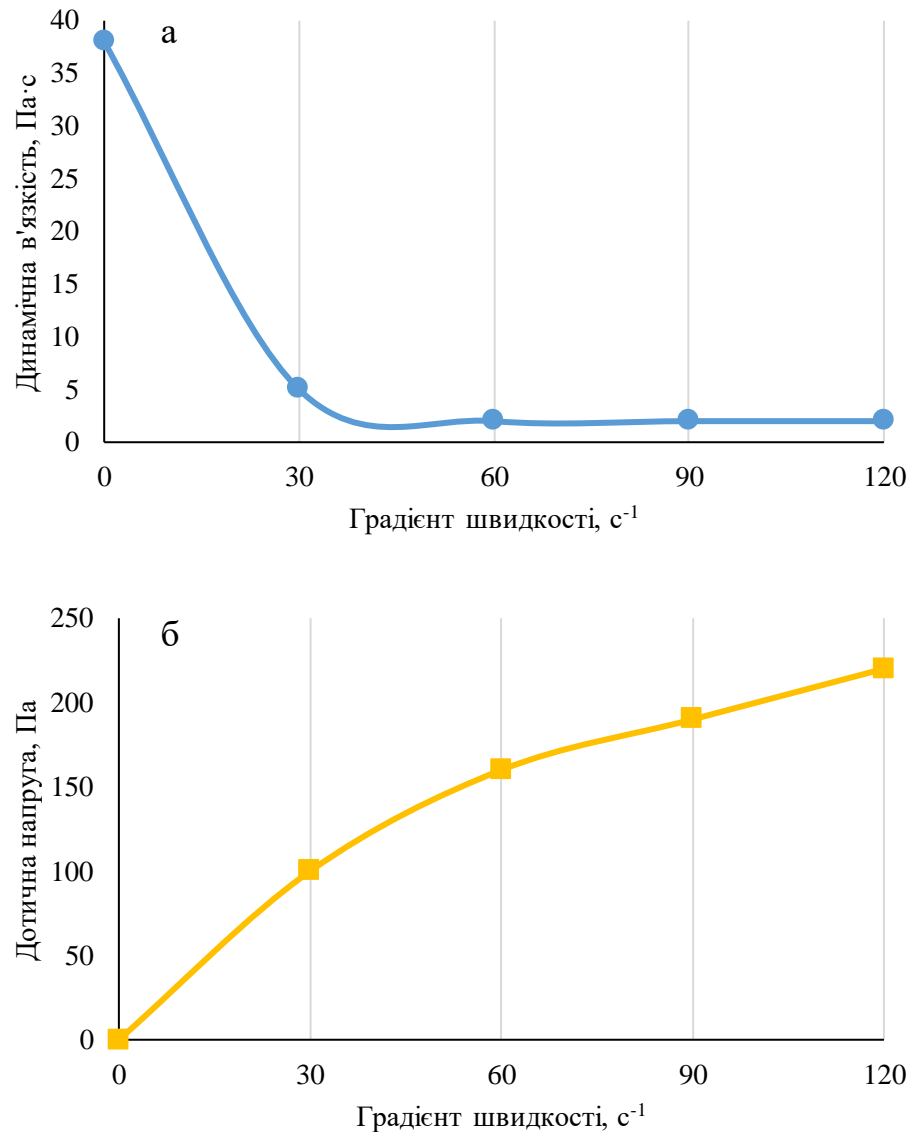 а
40
35
30
25
20
15
10
5
0
Динамічна в'язкість, Па·с
0 30 60 90 120
Градієнт швидкості, с⁻¹
б
250
200
150
100
50
0
Дотична напруга, Па
0 30 60 90 120
Градієнт швидкості, с⁻¹